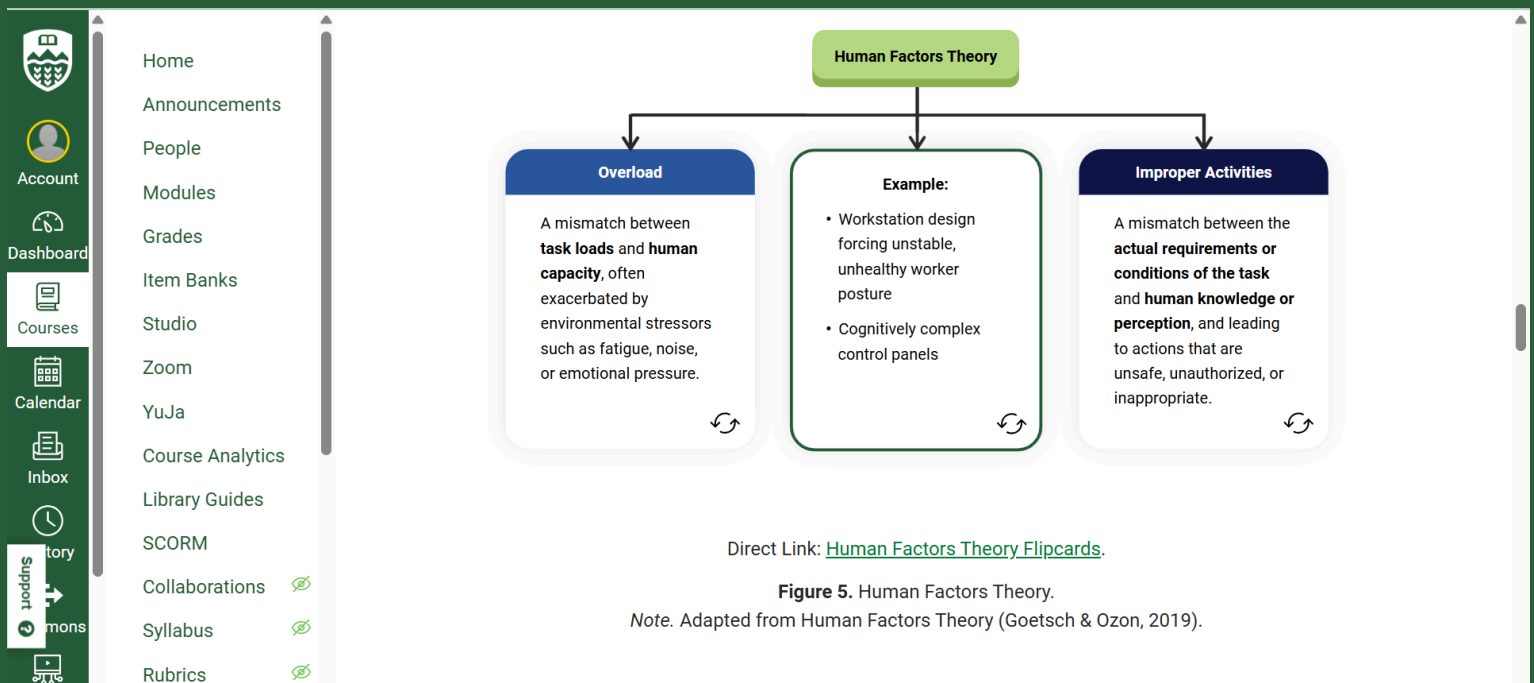 Account
Dashboard
Courses
Calendar
Inbox
tory
mons
Support
Home
Announcements
People
Modules
Grades
Item Banks
Studio
Zoom
YuJa
Course Analytics
Library Guides
SCORM
Collaborations
Syllabus
Rubrics
Human Factors Theory
Overload
A mismatch between
task loads and human
capacity, often
exacerbated by
environmental stressors
such as fatigue, noise,
or emotional pressure.
Example:
• Workstation design
forcing unstable,
unhealthy worker
posture
• Cognitively complex
control panels
Improper Activities
A mismatch between the
actual requirements or
conditions of the task
and human knowledge or
perception, and leading
to actions that are
unsafe, unauthorized, or
inappropriate.
Direct Link: Human Factors Theory Flipcards.
Figure 5. Human Factors Theory.
Note. Adapted from Human Factors Theory (Goetsch & Ozon, 2019).